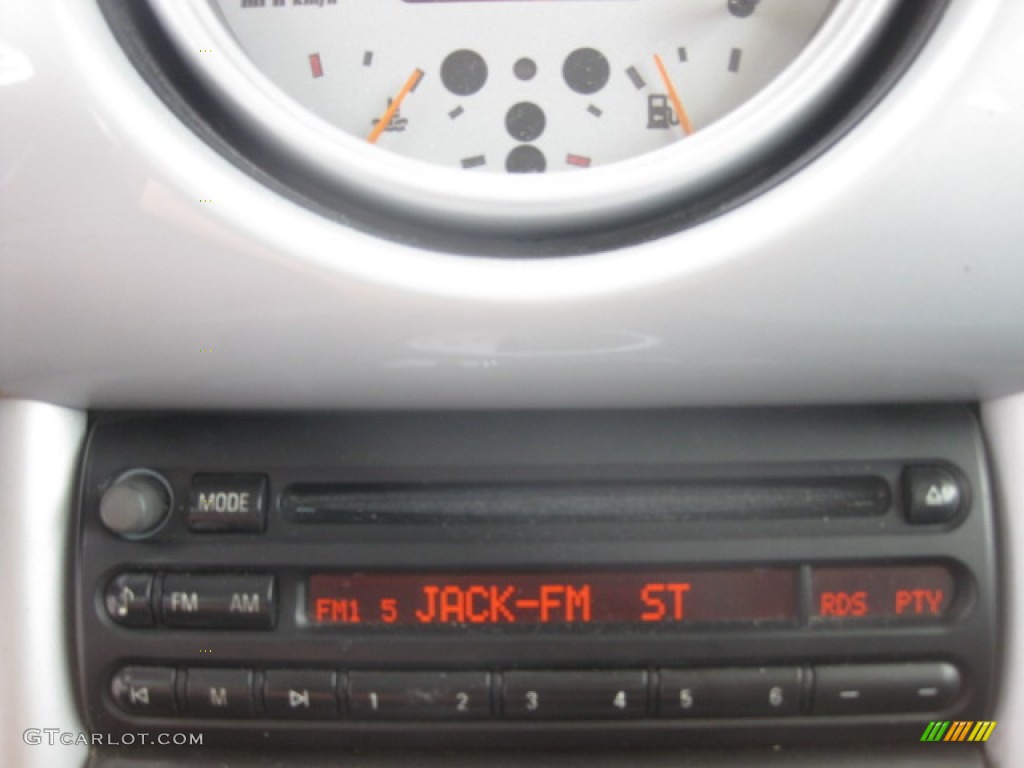 MODE
FM AM
FM1 5 JACK-FM ST RDS PTY
M 1 2 3 4 5 6
GTCARLOT.COM